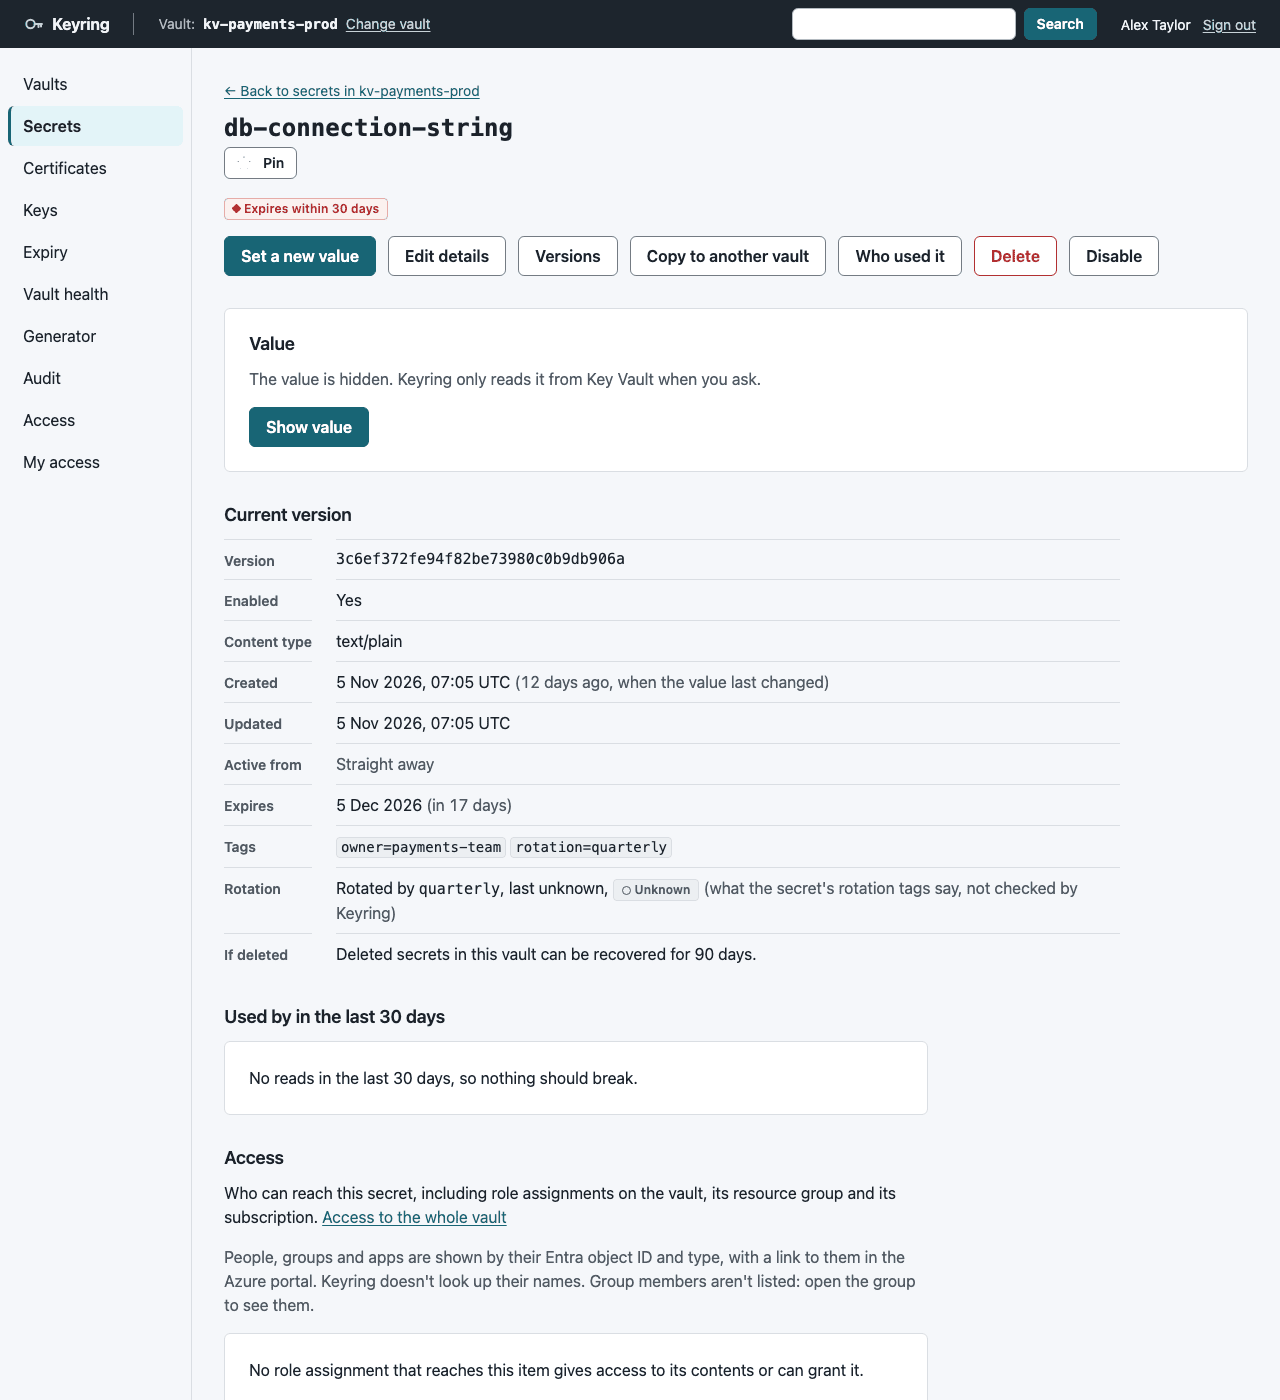 Keyring
Vault: kv-payments-prod Change vault
Search
Alex Taylor Sign out
Vaults
Secrets
Certificates
Keys
Expiry
Vault health
Generator
Audit
Access
My access
← Back to secrets in kv-payments-prod
db-connection-string
Pin
Expires within 30 days
Set a new value
Edit details
Versions
Copy to another vault
Who used it
Delete
Disable
Value
The value is hidden. Keyring only reads it from Key Vault when you ask.
Show value
Current version
Version 3c6ef372fe94f82be73980c0b9db906a
Enabled Yes
Content type text/plain
Created 5 Nov 2026, 07:05 UTC (12 days ago, when the value last changed)
Updated 5 Nov 2026, 07:05 UTC
Active from Straight away
Expires 5 Dec 2026 (in 17 days)
Tags owner=payments-team rotation=quarterly
Rotation Rotated by quarterly, last unknown, Unknown (what the secret's rotation tags say, not checked by
Keyring)
If deleted Deleted secrets in this vault can be recovered for 90 days.
Used by in the last 30 days
No reads in the last 30 days, so nothing should break.
Access
Who can reach this secret, including role assignments on the vault, its resource group and its
subscription. Access to the whole vault
People, groups and apps are shown by their Entra object ID and type, with a link to them in the
Azure portal. Keyring doesn't look up their names. Group members aren't listed: open the group
to see them.
No role assignment that reaches this item gives access to its contents or can grant it.